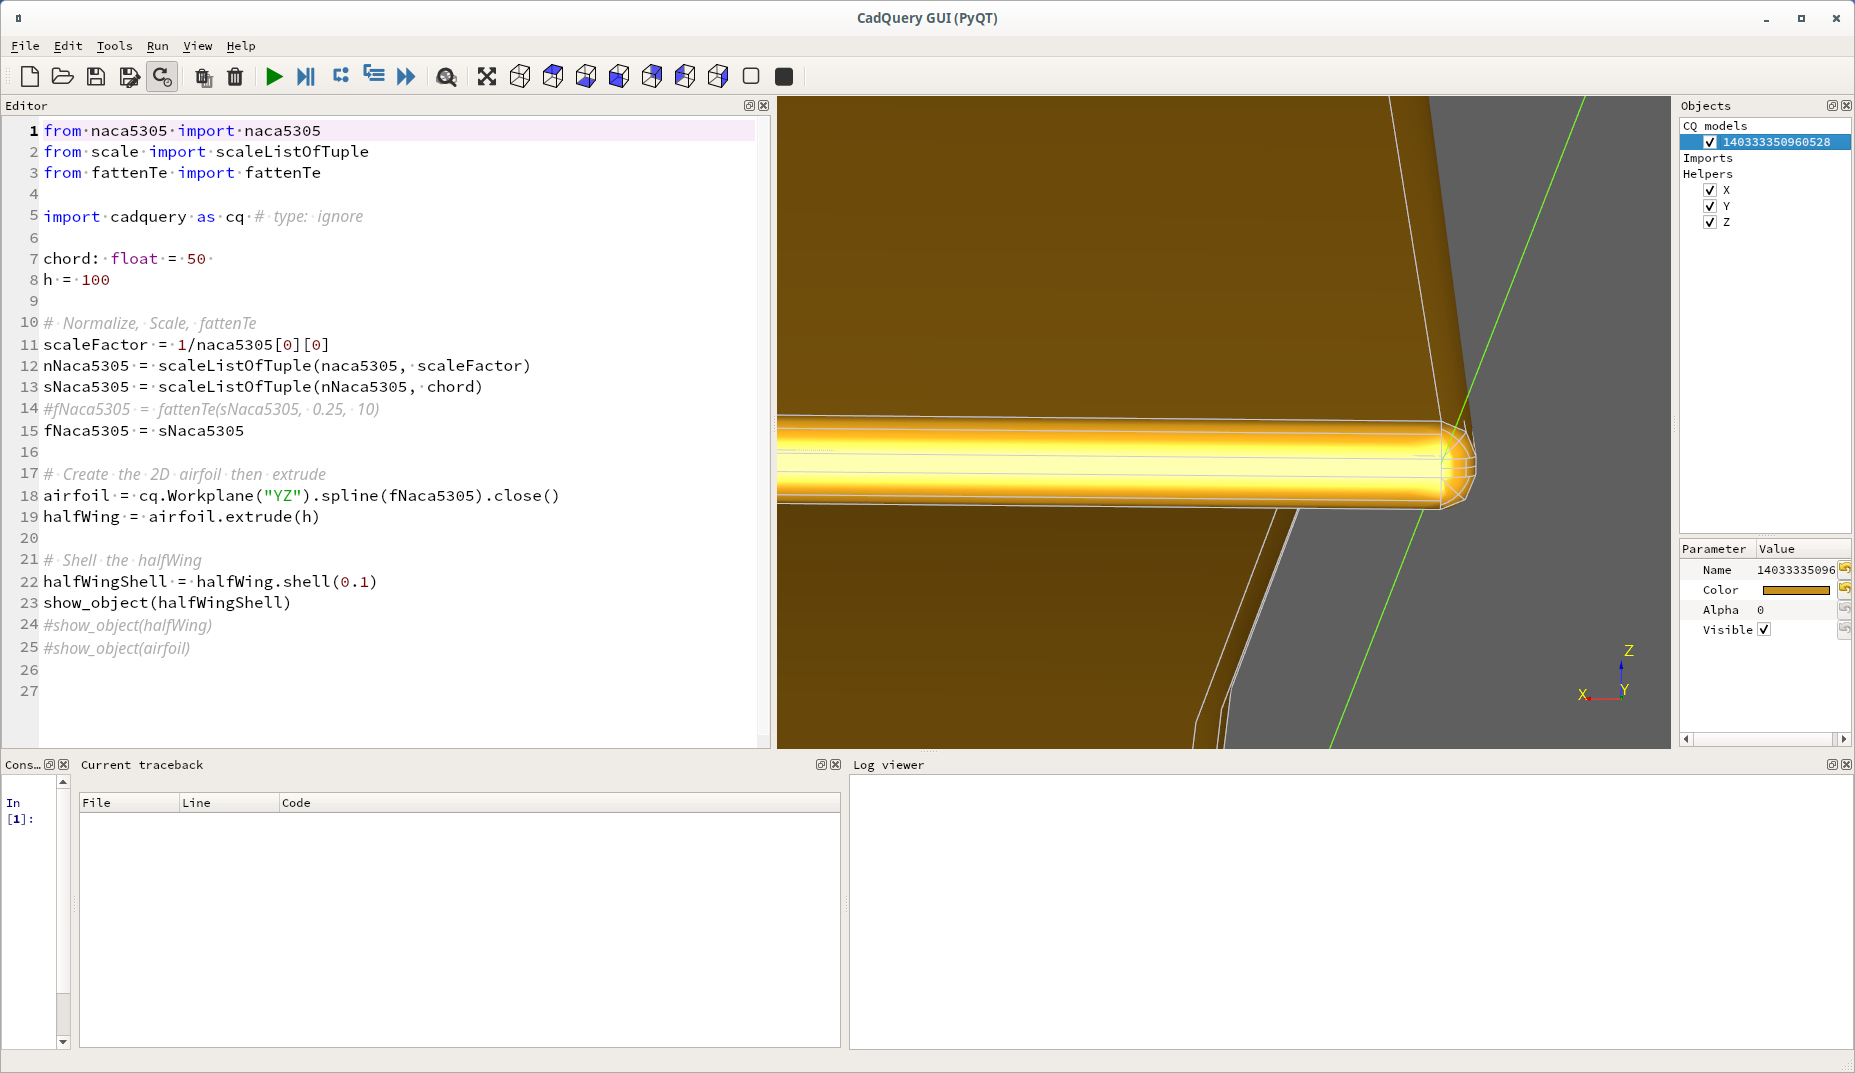 CadQuery GUI (PyQT)
File Edit Tools Run View Help
Editor
1 from naca5305 import naca5305
2 from scale import scaleListOfTuple
3 from fattenTe import fattenTe
4
5 import cadquery as cq # type: ignore
6
7 chord: float = 50
8 h = 100
9
10 # Normalize, Scale, fattenTe
11 scaleFactor = 1/naca5305[0][0]
12 nNaca5305 = scaleListOfTuple(naca5305, scaleFactor)
13 sNaca5305 = scaleListOfTuple(nNaca5305, chord)
14 #fNaca5305 = fattenTe(sNaca5305, 0.25, 10)
15 fNaca5305 = sNaca5305
16
17 # Create the 2D airfoil then extrude
18 airfoil = cq.Workplane("YZ").spline(fNaca5305).close()
19 halfWing = airfoil.extrude(h)
20
21 # Shell the halfWing
22 halfWingShell = halfWing.shell(0.1)
23 show_object(halfWingShell)
24 #show_object(halfWing)
25 #show_object(airfoil)
26
27
Z
X Y
Objects
CQ models
140333350960528
Imports
Helpers
X
Y
Z
Parameter Value
Name 14033335096
Color
Alpha 0
Visible
Cons...
In
[1]:
Current traceback
File Line Code
Log viewer